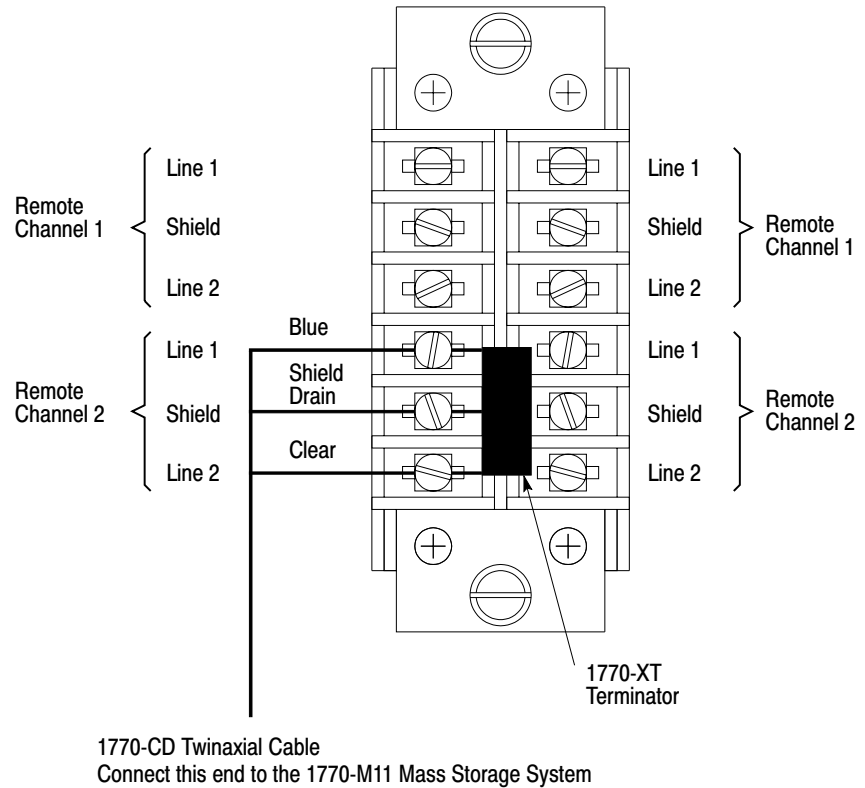 Remote
Channel 1
Line 1
Shield
Line 2
Line 1
Shield
Line 2
Remote
Channel 1
Remote
Channel 2
Line 1
Shield
Line 2
Blue
Shield
Drain
Clear
Line 1
Shield
Line 2
Remote
Channel 2
1770-XT
Terminator
1770-CD Twinaxial Cable
Connect this end to the 1770-M11 Mass Storage System